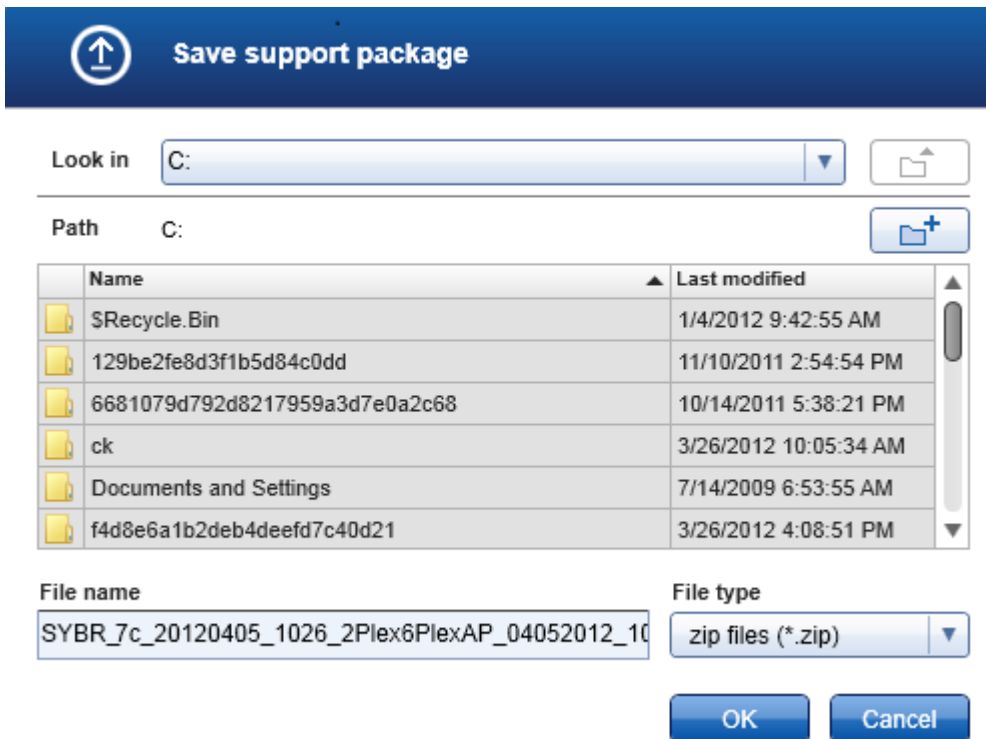 Save support package
Look in C:
Path C:
Name Last modified
$Recycle.Bin 1/4/2012 9:42:55 AM
129be2fe8d3f1b5d84c0dd 11/10/2011 2:54:54 PM
6681079d792d8217959a3d7e0a2c68 10/14/2011 5:38:21 PM
ck 3/26/2012 10:05:34 AM
Documents and Settings 7/14/2009 6:53:55 AM
f4d8e6a1b2deb4deefd7c40d21 3/26/2012 4:08:51 PM
File name File type
SYBR_7c_20120405_1026_2Plex6PlexAP_04052012_10 zip files (*.zip)
OK Cancel